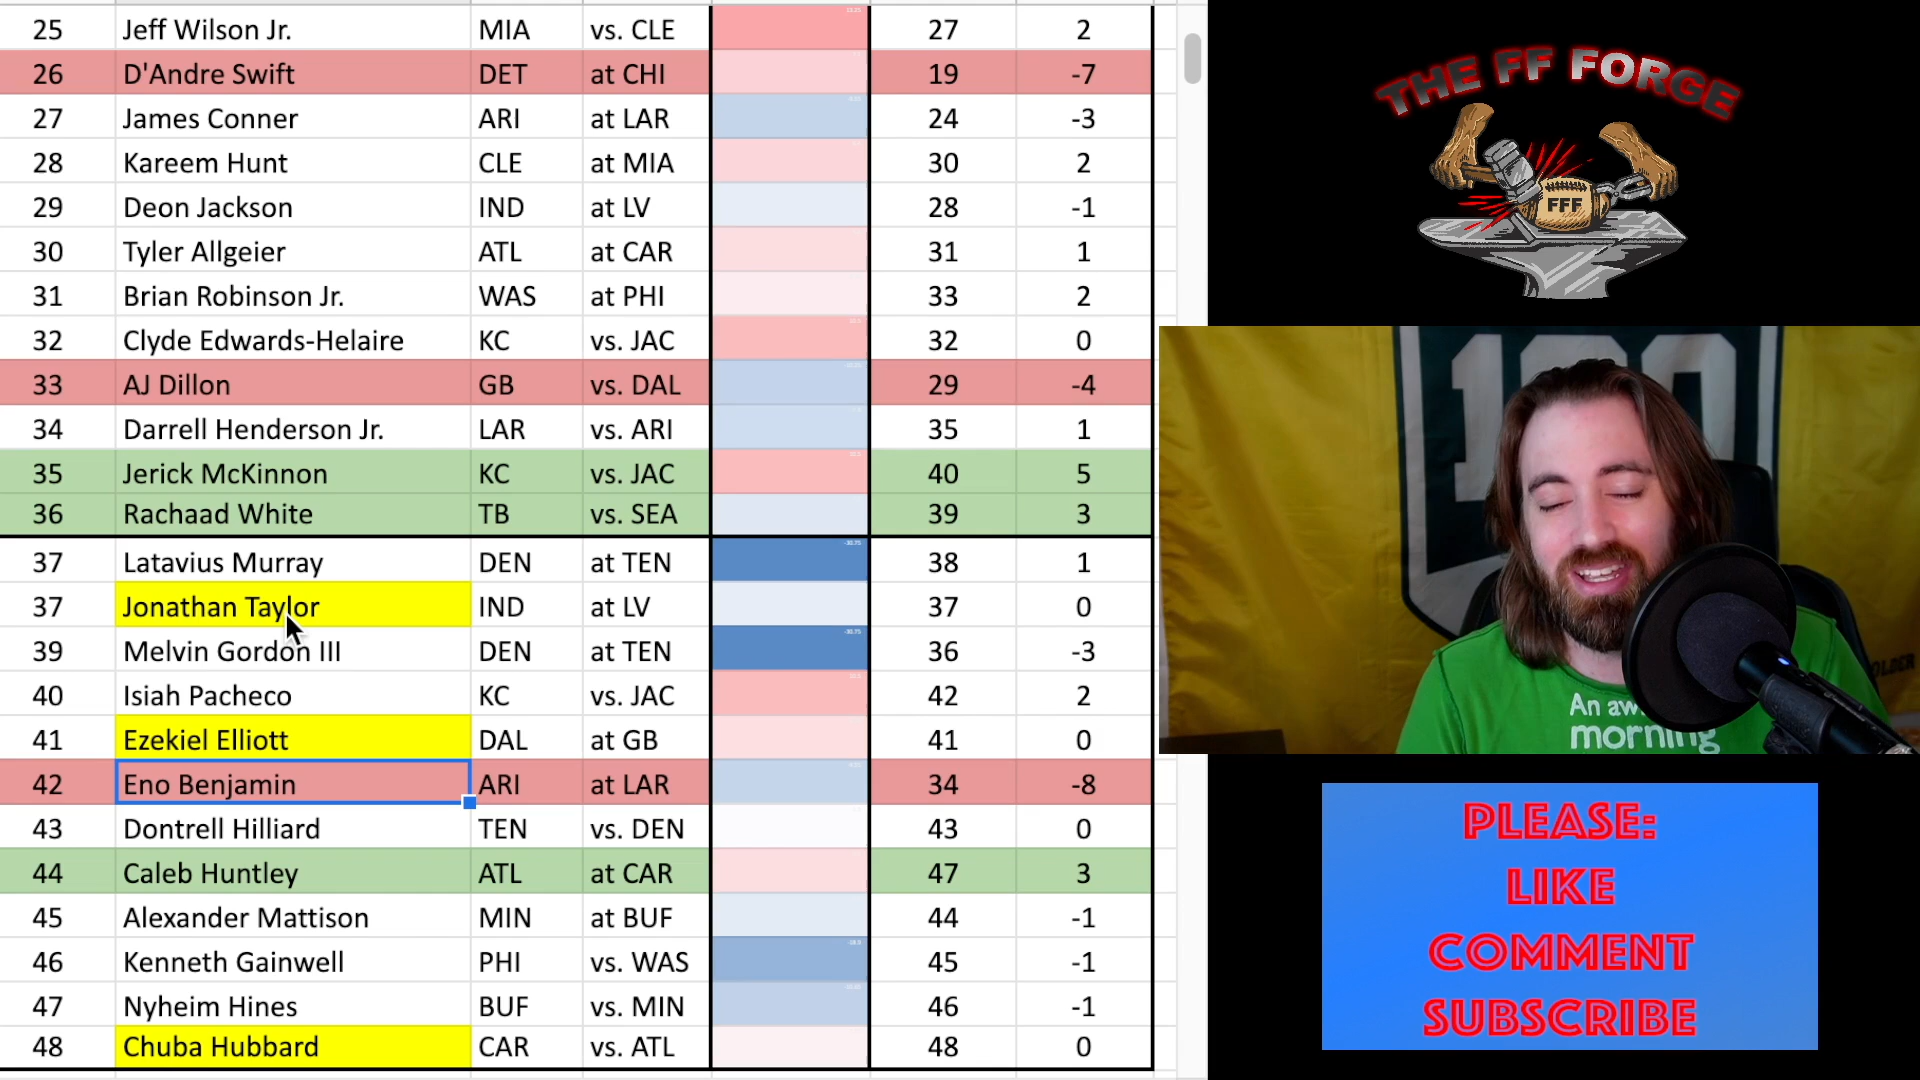 25 Jeff Wilson Jr. MIA vs. CLE 27 2
26 D'Andre Swift DET at CHI 19 -7
27 James Conner ARI at LAR 24 -3
28 Kareem Hunt CLE at MIA 30 2
29 Deon Jackson IND at LV 28 -1
30 Tyler Allgeier ATL at CAR 31 1
31 Brian Robinson Jr. WAS at PHI 33 2
32 Clyde Edwards-Helaire KC vs. JAC 32 0
33 AJ Dillon GB vs. DAL 29 -4
34 Darrell Henderson Jr. LAR vs. ARI 35 1
35 Jerick McKinnon KC vs. JAC 40 5
36 Rachaad White TB vs. SEA 39 3
37 Latavius Murray DEN at TEN -30.75 38 1
37 Jonathan Taylor IND at LV 37 0
39 Melvin Gordon III DEN at TEN -30.75 36 -3
40 Isiah Pacheco KC vs. JAC 42 2
41 Ezekiel Elliott DAL at GB 41 0
42 Eno Benjamin ARI at LAR 34 -8
43 Dontrell Hilliard TEN vs. DEN 43 0
44 Caleb Huntley ATL at CAR 47 3
45 Alexander Mattison MIN at BUF 44 -1
46 Kenneth Gainwell PHI vs. WAS 45 -1
47 Nyheim Hines BUF vs. MIN 46 -1
48 Chuba Hubbard CAR vs. ATL 48 0
THE FF FORGE
FFF
100
An aw
morning
PLEASE:
LIKE
COMMENT
SUBSCRIBE